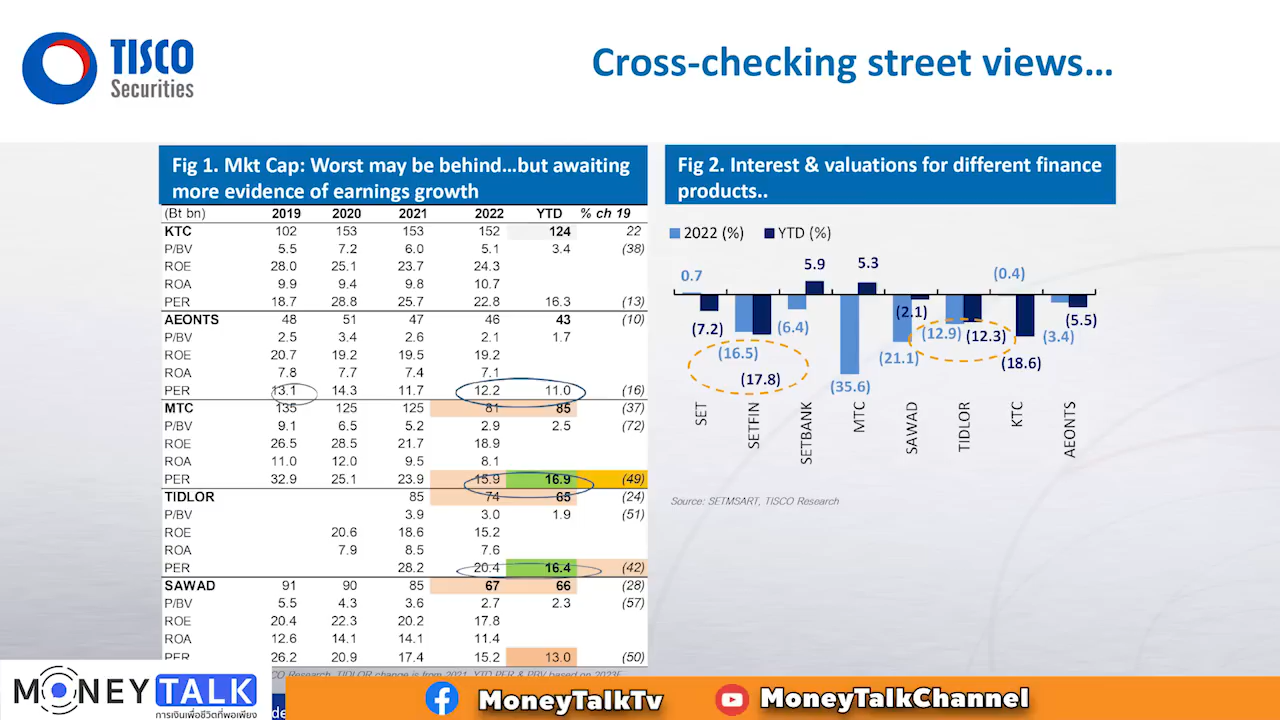 TISCO
Securities
Cross-checking street views...
Fig 1. Mkt Cap: Worst may be behind...but awaiting
more evidence of earnings growth
(Bt bn) 2019 2020 2021 2022 YTD % ch 19
KTC 102 153 153 152 124 22
P/BV 5.5 7.2 6.0 5.1 3.4 (38)
ROE 28.0 25.1 23.7 24.3
ROA 9.9 9.4 9.8 10.7
PER 18.7 28.8 25.7 22.8 16.3 (13)
AEONTS 48 51 47 46 43 (10)
P/BV 2.5 3.4 2.6 2.1 1.7
ROE 20.7 19.2 19.5 19.2
ROA 7.8 7.7 7.4 7.1
PER 13.1 14.3 11.7 12.2 11.0 (16)
MTC 135 125 125 81 85 (37)
P/BV 9.1 6.5 5.2 2.9 2.5 (72)
ROE 26.5 28.5 21.7 18.9
ROA 11.0 12.0 9.5 8.1
PER 32.9 25.1 23.9 15.9 16.9 (49)
TIDLOR 85 74 65 (24)
P/BV 3.9 3.0 1.9 (51)
ROE 20.6 18.6 15.2
ROA 7.9 8.5 7.6
PER 28.2 20.4 16.4 (42)
SAWAD 91 90 85 67 66 (28)
P/BV 5.5 4.3 3.6 2.7 2.3 (57)
ROE 20.4 22.3 20.2 17.8
ROA 12.6 14.1 14.1 11.4
PER 26.2 20.9 17.4 15.2 13.0 (50)
Research, TIDLOR change is from 2021, YTD PER & PBV based on 2023F
Fig 2. Interest & valuations for different finance
products..
2022 (%) YTD (%)
0.7 5.9 5.3 (0.4)
(7.2) (16.5) (17.8) (6.4) (35.6) (21.1) (2.1) (12.9) (12.3) (18.6) (3.4) (5.5)
SET SETFIN SETBANK MTC SAWAD TIDLOR KTC AEONTS
Source: SETMSART, TISCO Research
MONEY TALK
การเงินเพื่อชีวิตที่พอเพียง
MoneyTalkTv
MoneyTalkChannel